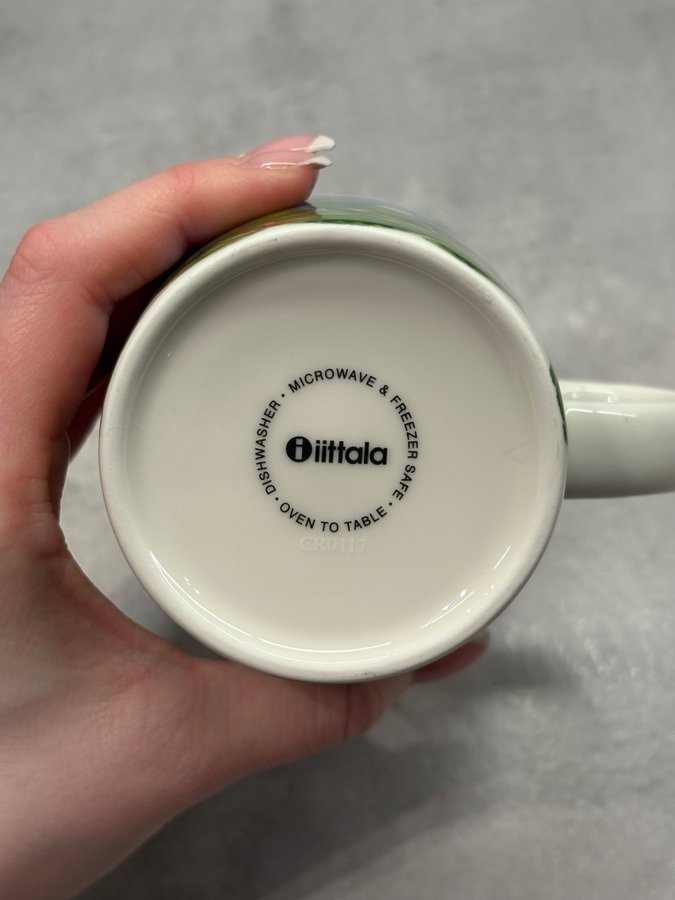 DISHWASHER · MICROWAVE & FREEZER SAFE · OVEN TO TABLE ·
i iittala
CR0117